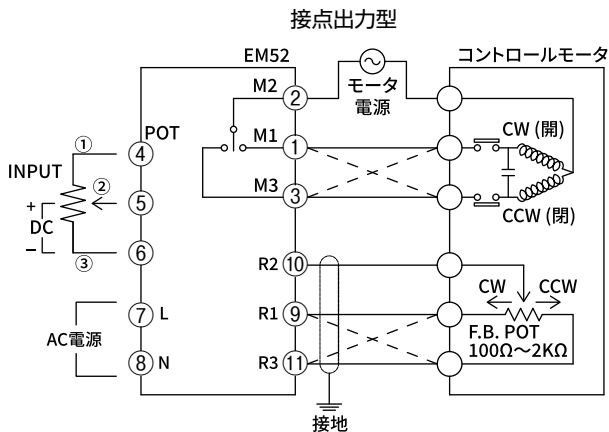 接点出力型
EM52
コントロールモータ
モータ
電源
M2
②
M1
①
M3
③
CW (開)
CCW (閉)
POT
①
④
INPUT
②
+
DC
−
⑤
③
⑥
R2
⑩
R1
⑨
R3
⑪
CW
CCW
F.B. POT
100Ω〜2KΩ
AC電源
⑦
L
⑧
N
接地